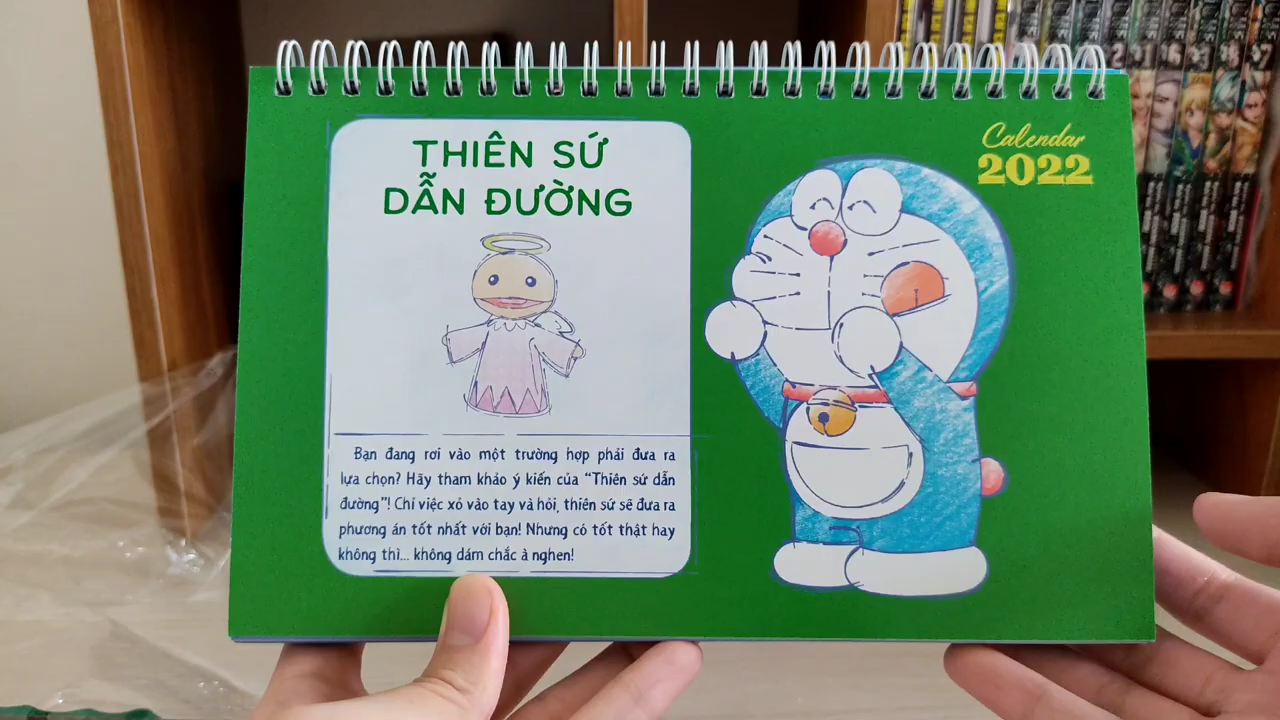 THIÊN SỨ
DẪN ĐƯỜNG
Bạn đang rơi vào một trường hợp phải đưa ra
lựa chọn? Hãy tham khảo ý kiến của “Thiên sứ dẫn
đường”! Chỉ việc xỏ vào tay và hỏi, thiên sứ sẽ đưa ra
phương án tốt nhất với bạn! Nhưng có tốt thật hay
không thì... không dám chắc à nghen!
Calendar
2022